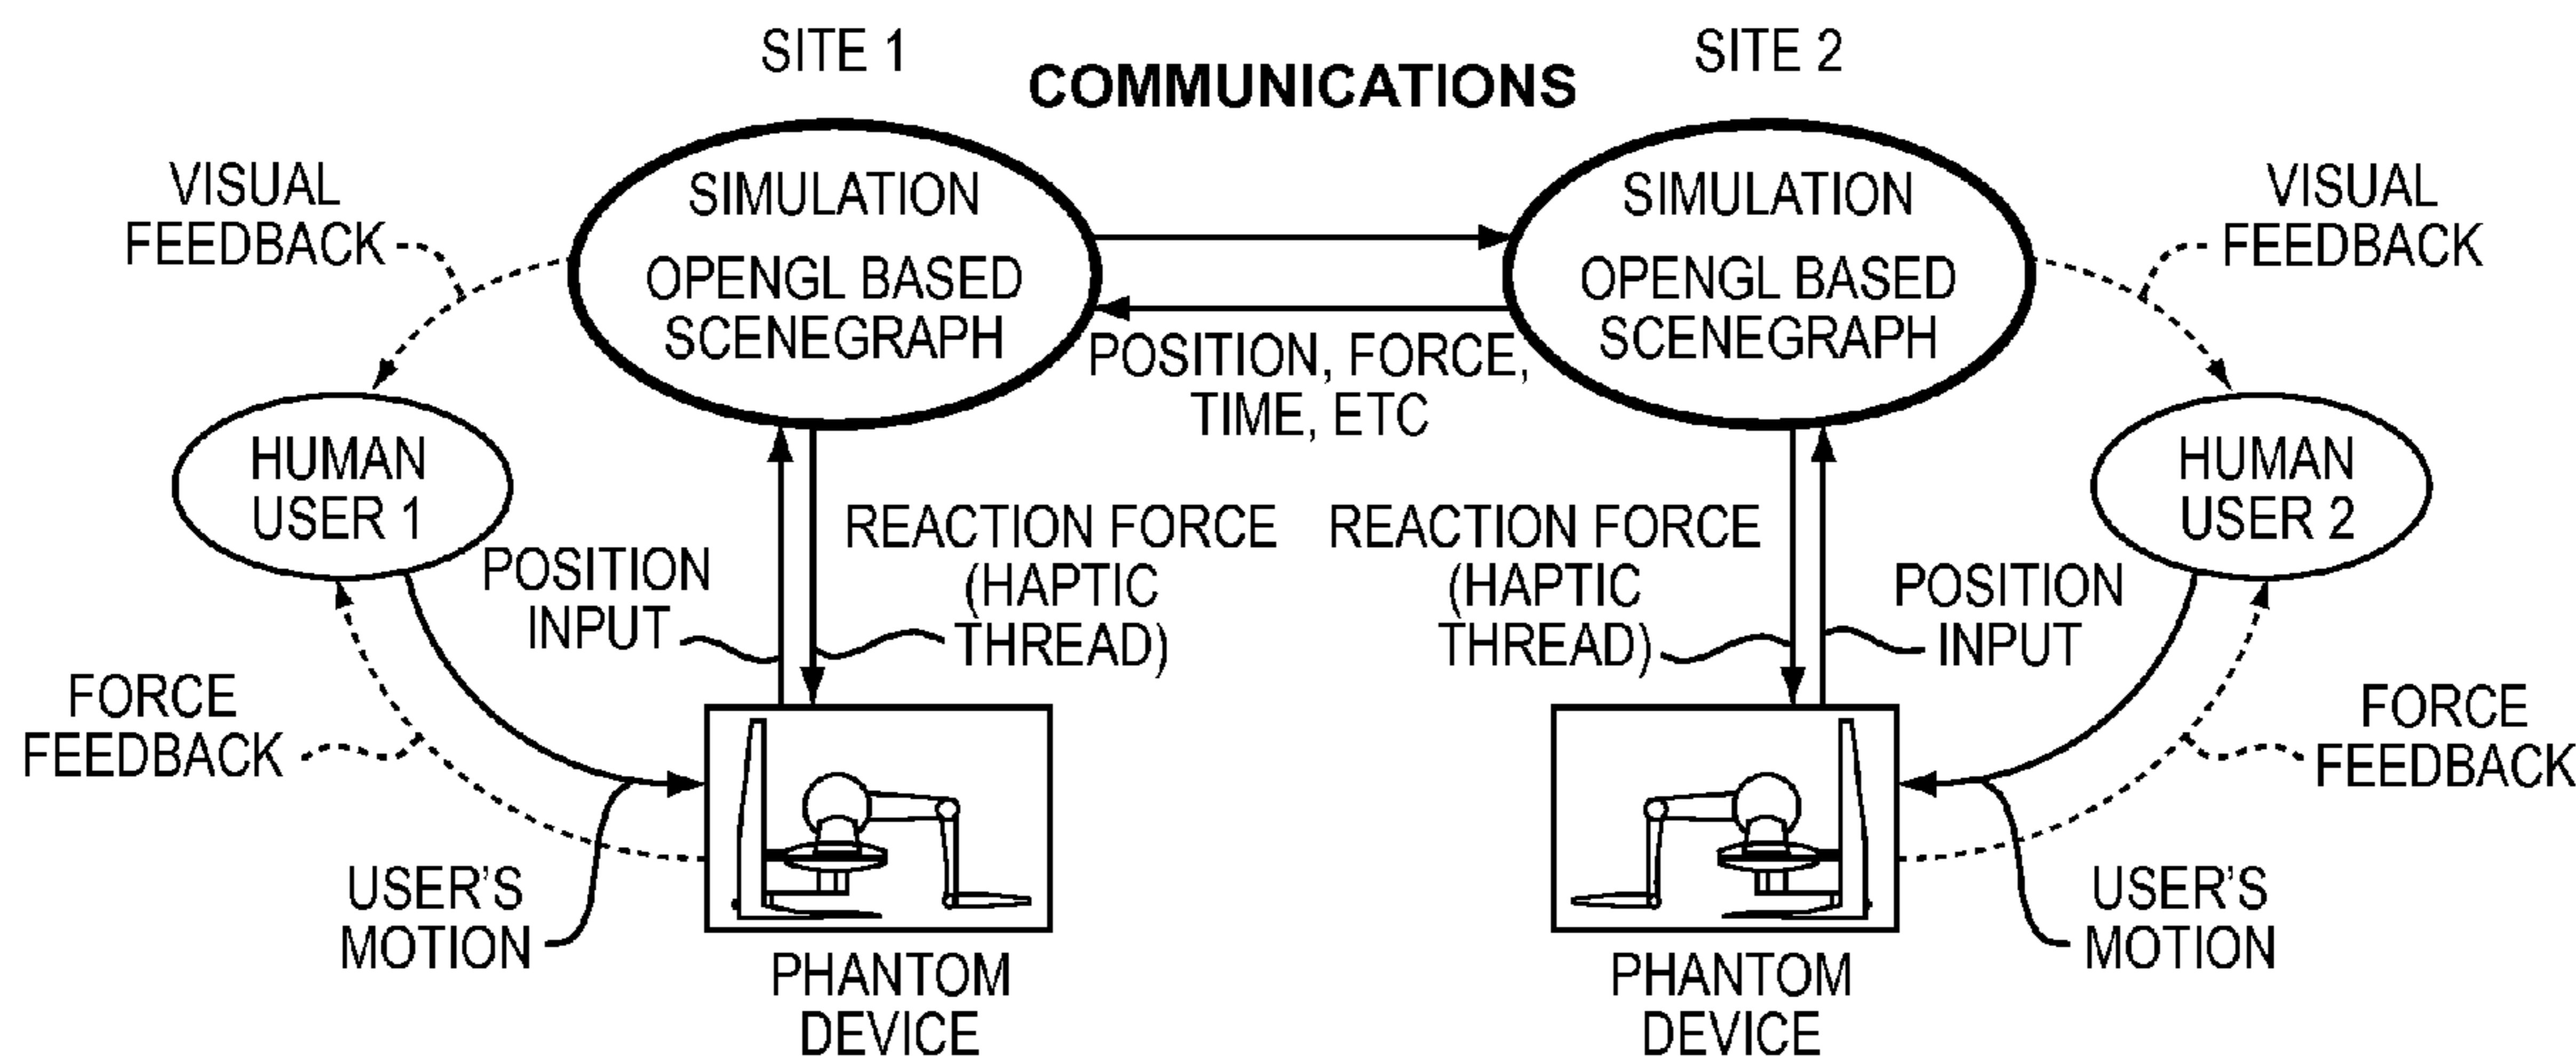 SITE 1
COMMUNICATIONS
SITE 2
VISUAL
FEEDBACK
SIMULATION
OPENGL BASED
SCENEGRAPH
SIMULATION
OPENGL BASED
SCENEGRAPH
VISUAL
FEEDBACK
POSITION, FORCE,
TIME, ETC
HUMAN
USER 1
HUMAN
USER 2
POSITION
INPUT
REACTION FORCE
(HAPTIC
THREAD)
REACTION FORCE
(HAPTIC
THREAD)
POSITION
INPUT
FORCE
FEEDBACK
FORCE
FEEDBACK
USER'S
MOTION
USER'S
MOTION
PHANTOM
DEVICE
PHANTOM
DEVICE